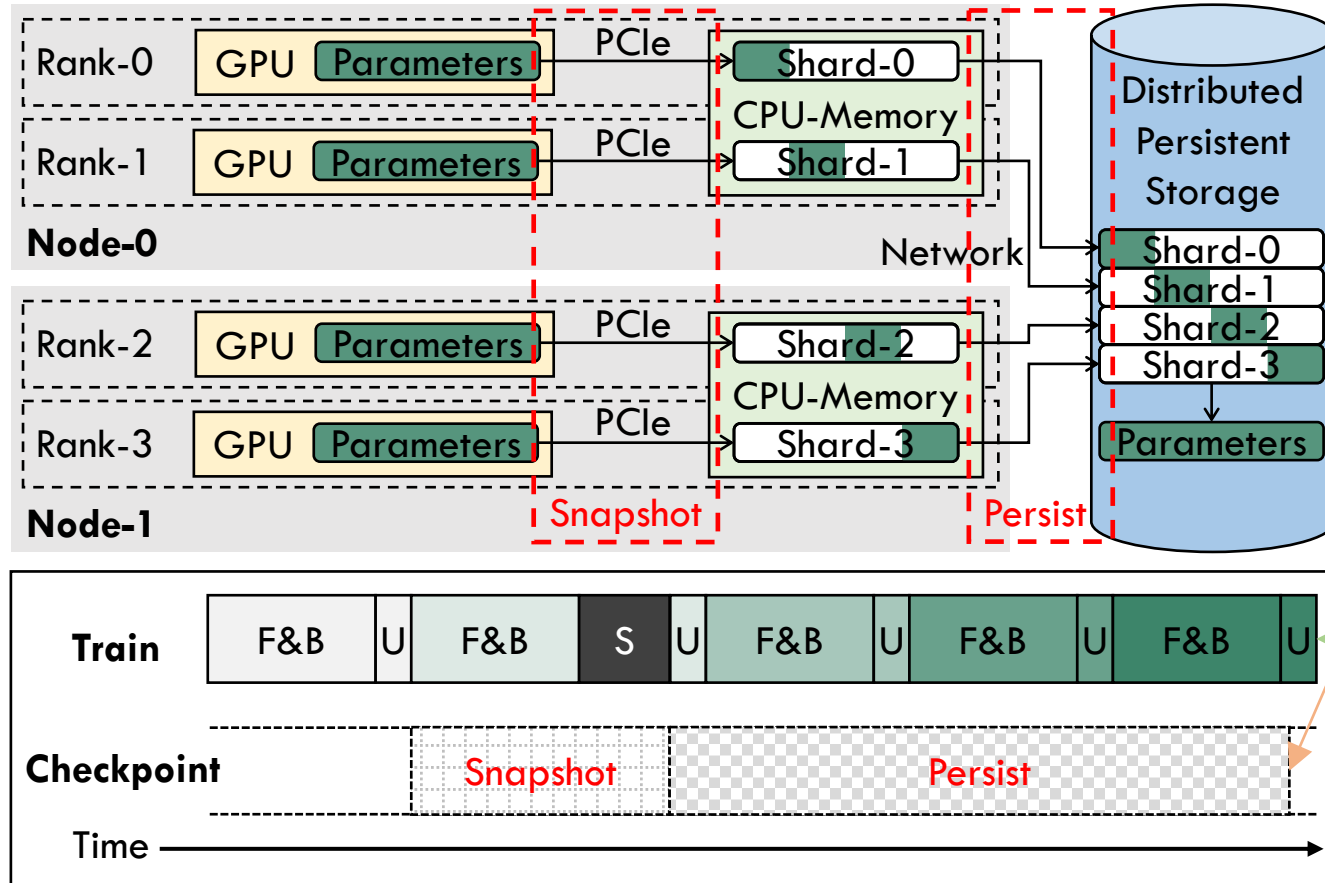 Rank-0 GPU Parameters PCIe Shard-0
CPU-Memory
Rank-1 GPU Parameters PCIe Shard-1
Node-0
Network
Rank-2 GPU Parameters PCIe Shard-2
CPU-Memory
Rank-3 GPU Parameters PCIe Shard-3
Node-1
Snapshot
Persist
Distributed
Persistent
Storage
Shard-0
Shard-1
Shard-2
Shard-3
Parameters
Train F&B U F&B S U F&B U F&B U F&B U
Checkpoint Snapshot Persist
Time